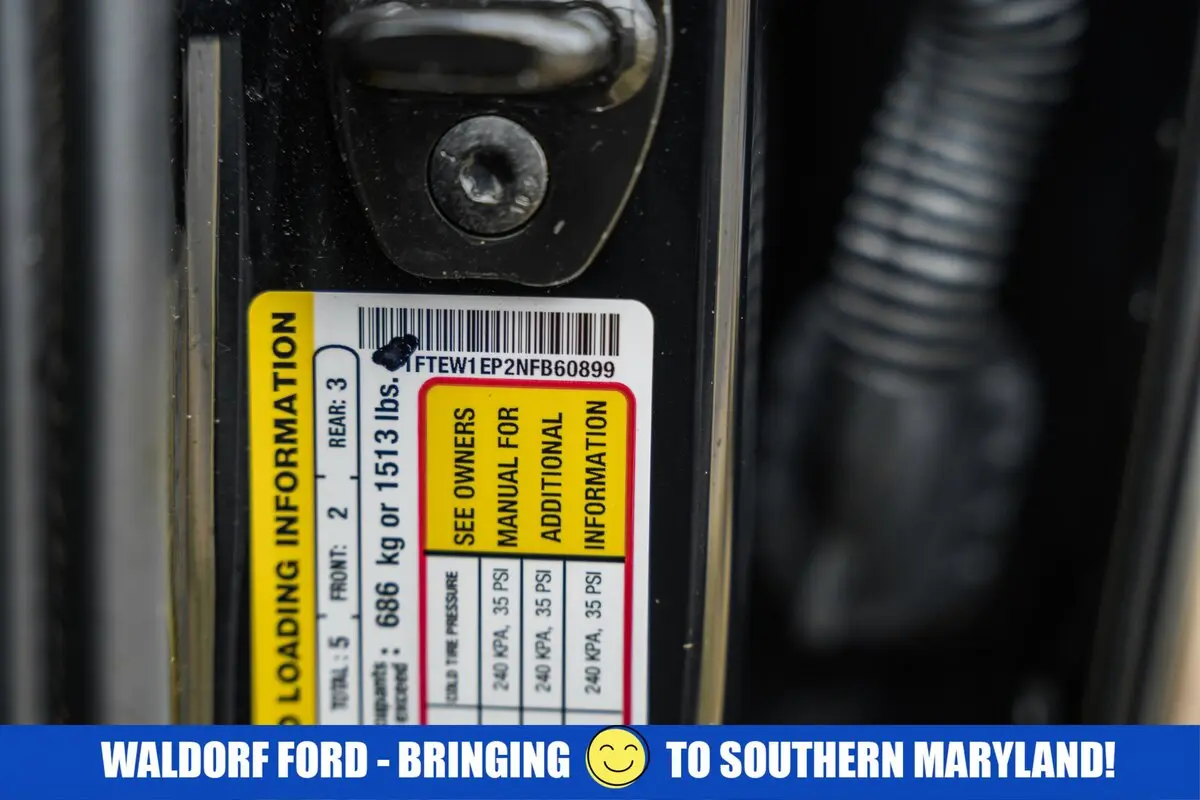 1FTEW1EP2NFB60899
LOADING INFORMATION
TOTAL : 5 FRONT: 2 REAR: 3
: 686 kg or 1513 lbs.
SEE OWNERS
MANUAL FOR
ADDITIONAL
INFORMATION
COLD TIRE PRESSURE
240 KPA, 35 PSI
240 KPA, 35 PSI
240 KPA, 35 PSI
WALDORF FORD - BRINGING TO SOUTHERN MARYLAND!